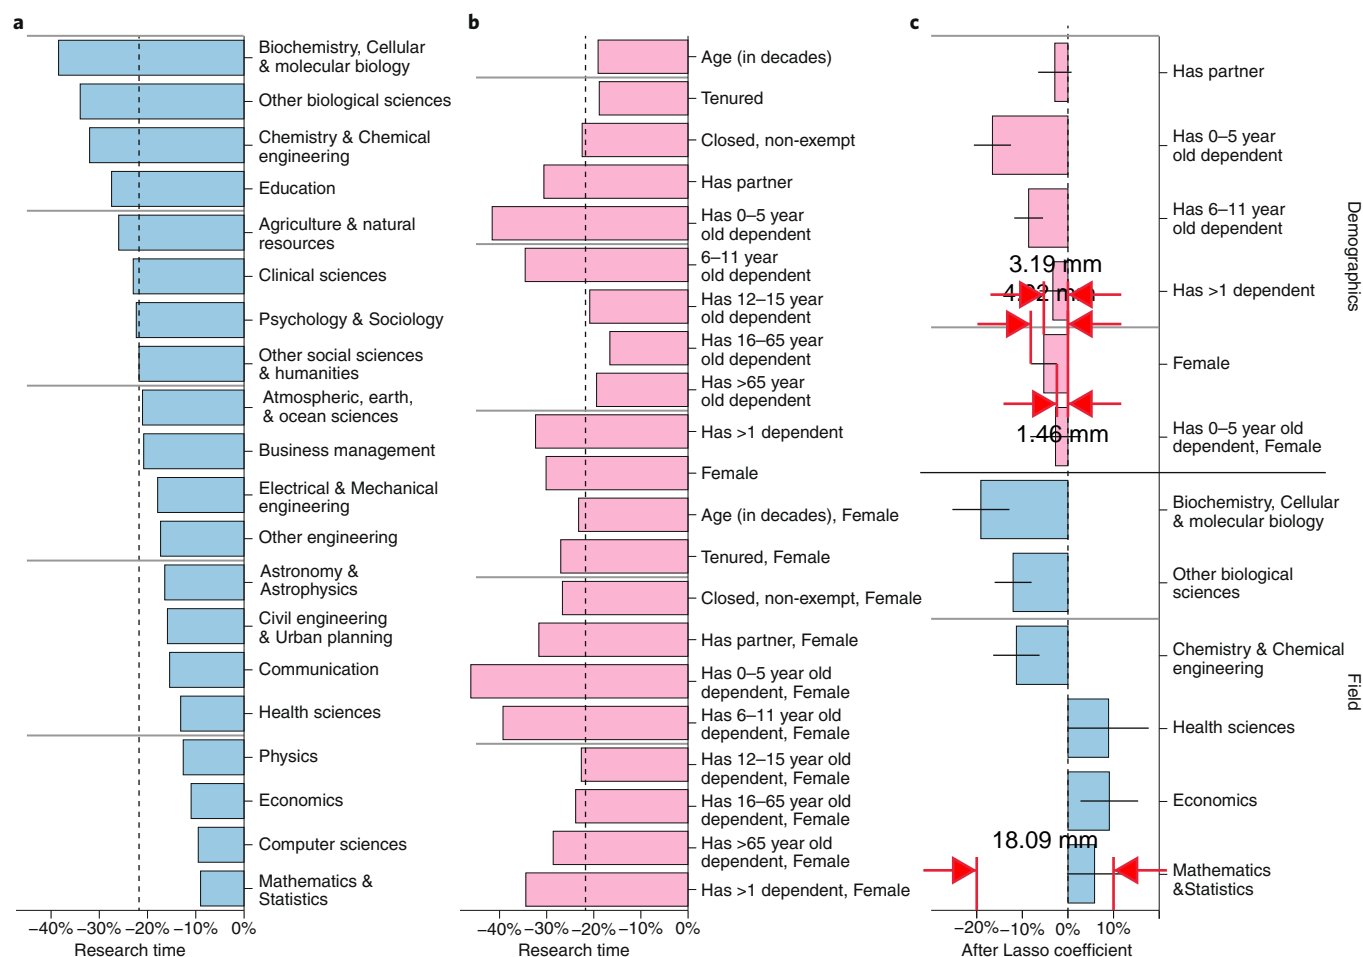 a
Biochemistry, Cellular
& molecular biology
Other biological sciences
Chemistry & Chemical
engineering
Education
Agriculture & natural
resources
Clinical sciences
Psychology & Sociology
Other social sciences
& humanities
Atmospheric, earth,
& ocean sciences
Business management
Electrical & Mechanical
engineering
Other engineering
Astronomy &
Astrophysics
Civil engineering
& Urban planning
Communication
Health sciences
Physics
Economics
Computer sciences
Mathematics &
Statistics
−40% −30% −20% −10% 0%
Research time
b
Age (in decades)
Tenured
Closed, non-exempt
Has partner
Has 0–5 year
old dependent
6–11 year
old dependent
Has 12–15 year
old dependent
Has 16–65 year
old dependent
Has >65 year
old dependent
Has >1 dependent
Female
Age (in decades), Female
Tenured, Female
Closed, non-exempt, Female
Has partner, Female
Has 0–5 year old
dependent, Female
Has 6–11 year old
dependent, Female
Has 12–15 year old
dependent, Female
Has 16–65 year old
dependent, Female
Has >65 year old
dependent, Female
Has >1 dependent, Female
−40% −30% −20% −10% 0%
Research time
c
Has partner
Has 0–5 year
old dependent
Has 6–11 year
old dependent
3.19 mm
Has >1 dependent
Female
1.46 mm
Has 0–5 year old
dependent, Female
Demographics
Biochemistry, Cellular
& molecular biology
Other biological
sciences
Chemistry & Chemical
engineering
Health sciences
Economics
18.09 mm
Mathematics
&Statistics
Field
−20% −10% 0% 10%
After Lasso coefficient